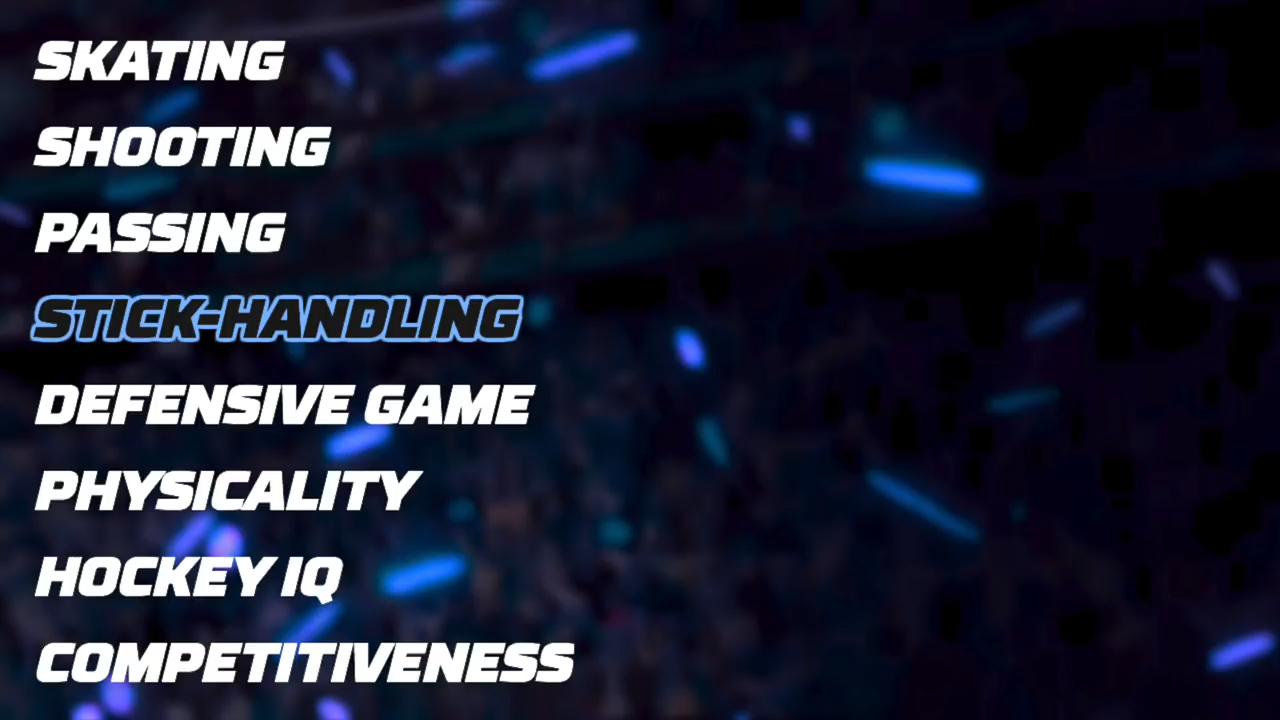 SKATING
SHOOTING
PASSING
STICK-HANDLING
DEFENSIVE GAME
PHYSICALITY
HOCKEY IQ
COMPETITIVENESS